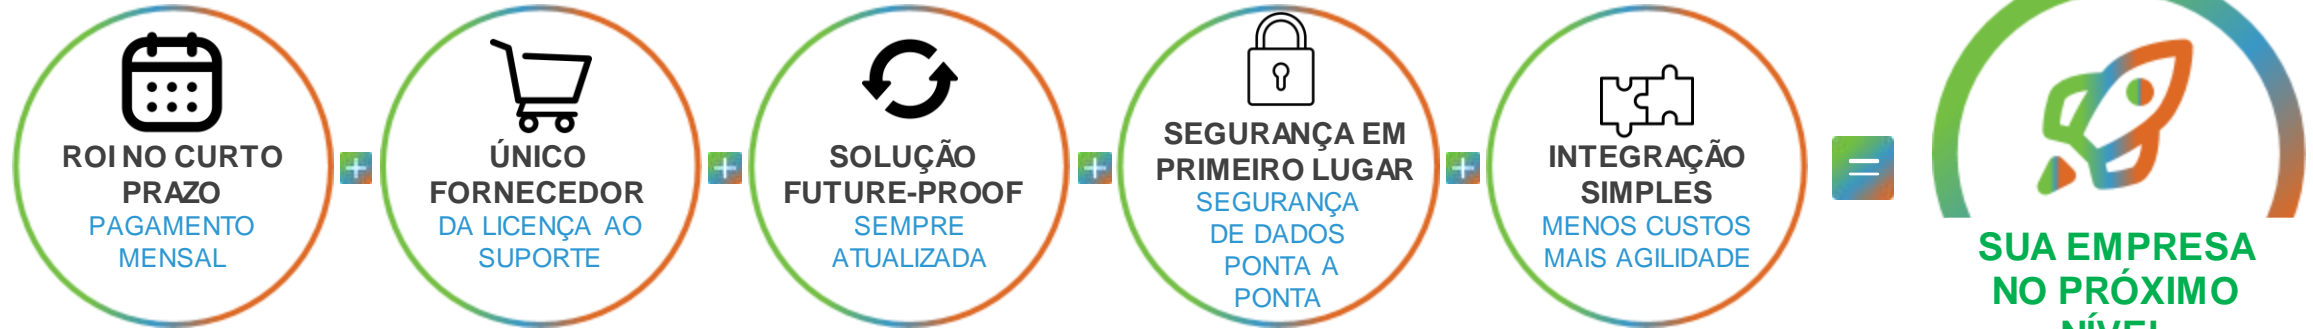 ROI NO CURTO
PRAZO
PAGAMENTO
MENSAL
+
ÚNICO
FORNECEDOR
DA LICENÇA AO
SUPORTE
+
SOLUÇÃO
FUTURE-PROOF
SEMPRE
ATUALIZADA
+
SEGURANÇA EM
PRIMEIRO LUGAR
SEGURANÇA
DE DADOS
PONTA A
PONTA
+
INTEGRAÇÃO
SIMPLES
MENOS CUSTOS
MAIS AGILIDADE
=
SUA EMPRESA
NO PRÓXIMO
NÍVEL